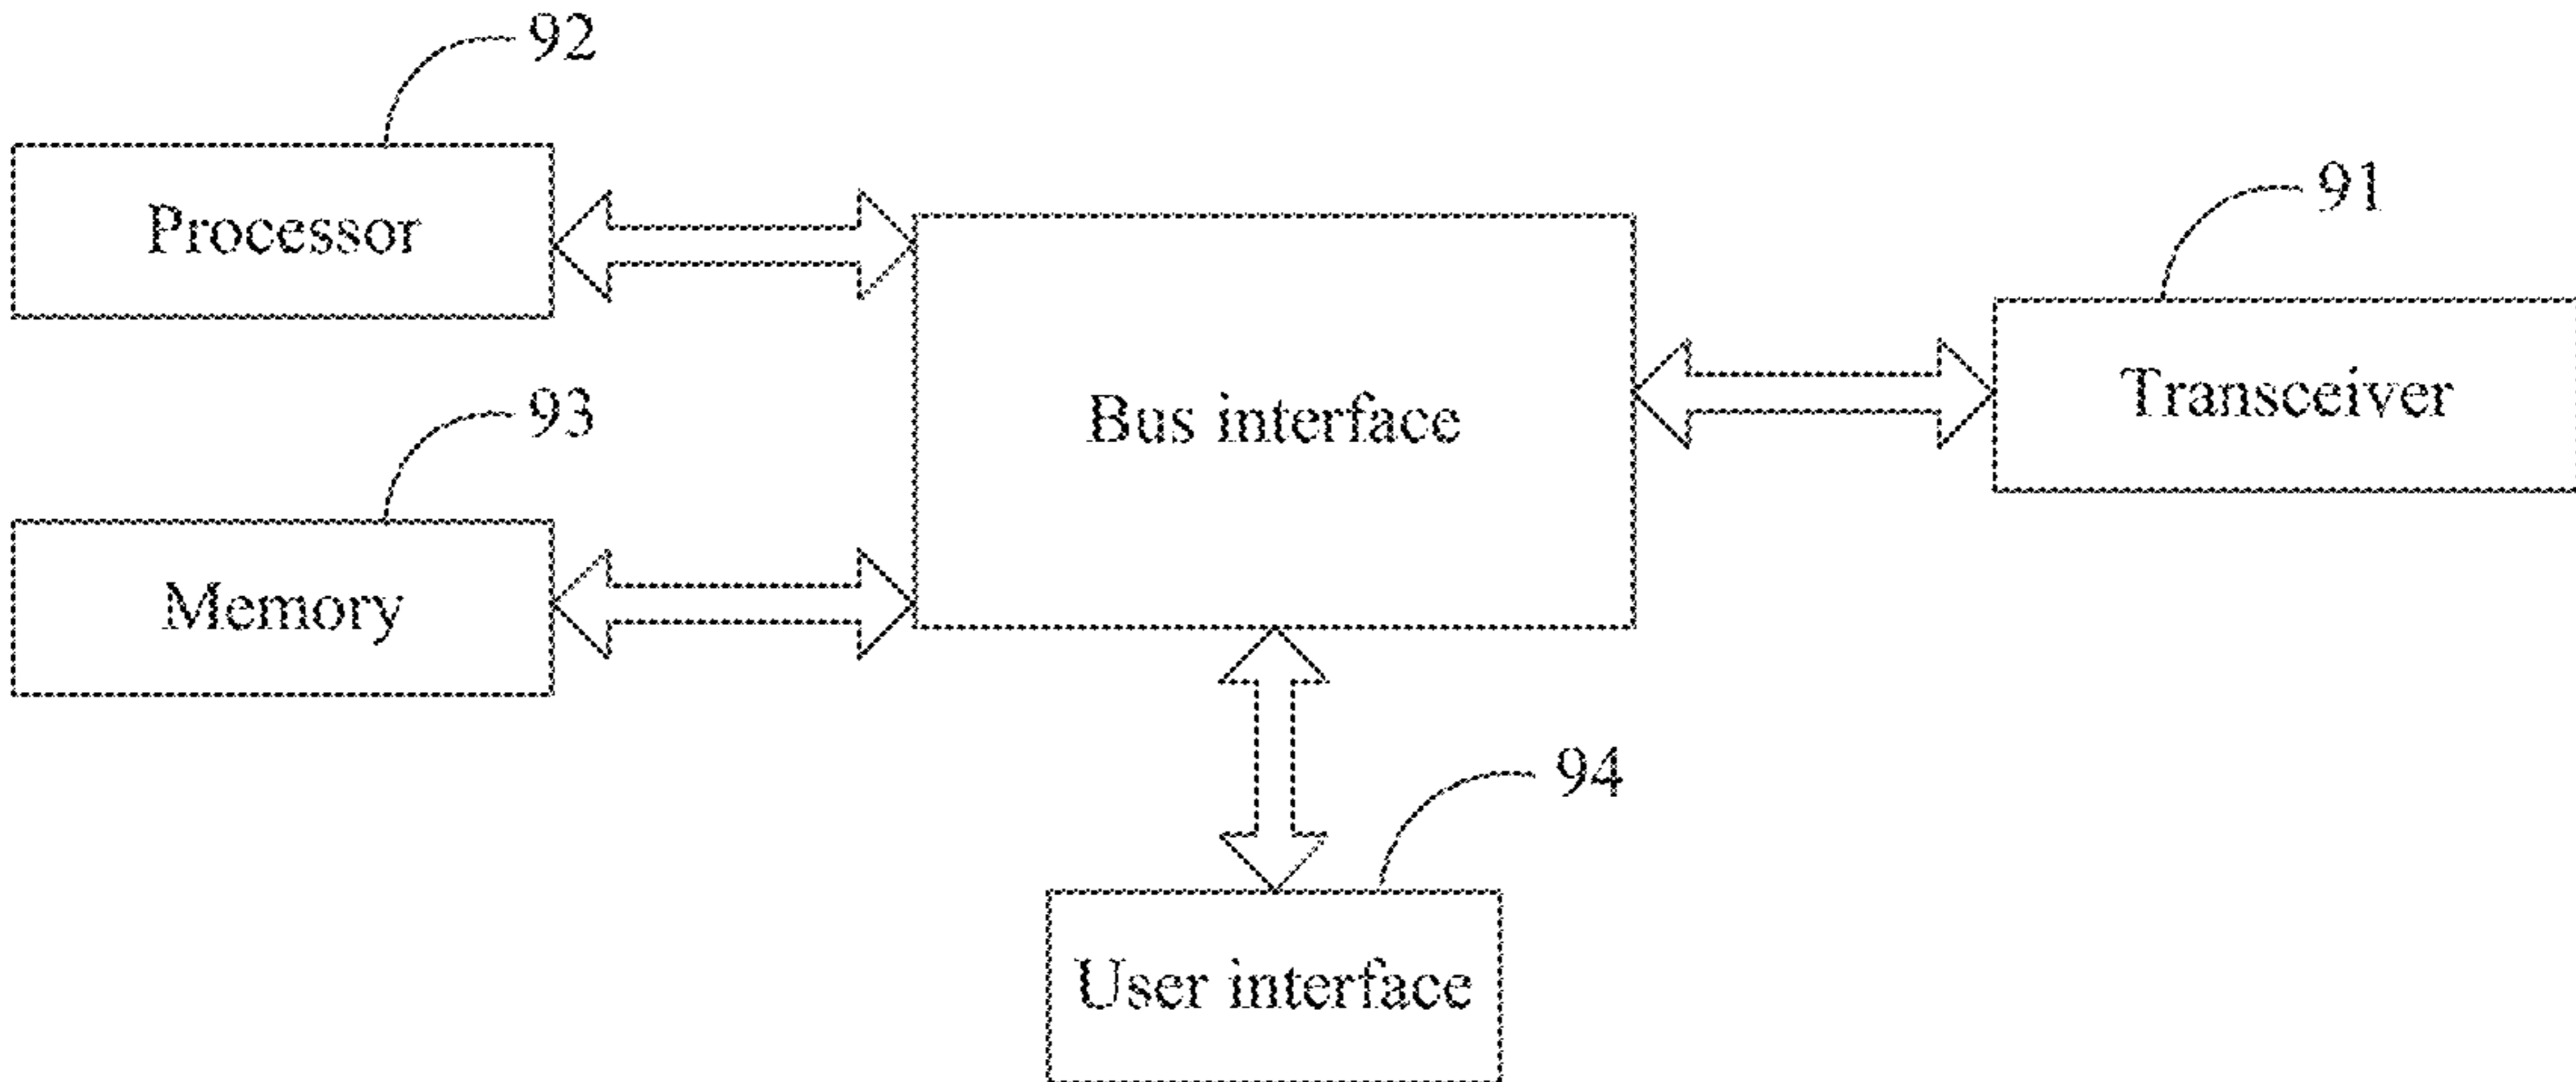 92
Processor
91
Bus interface
Transceiver
93
Memory
94
User interface